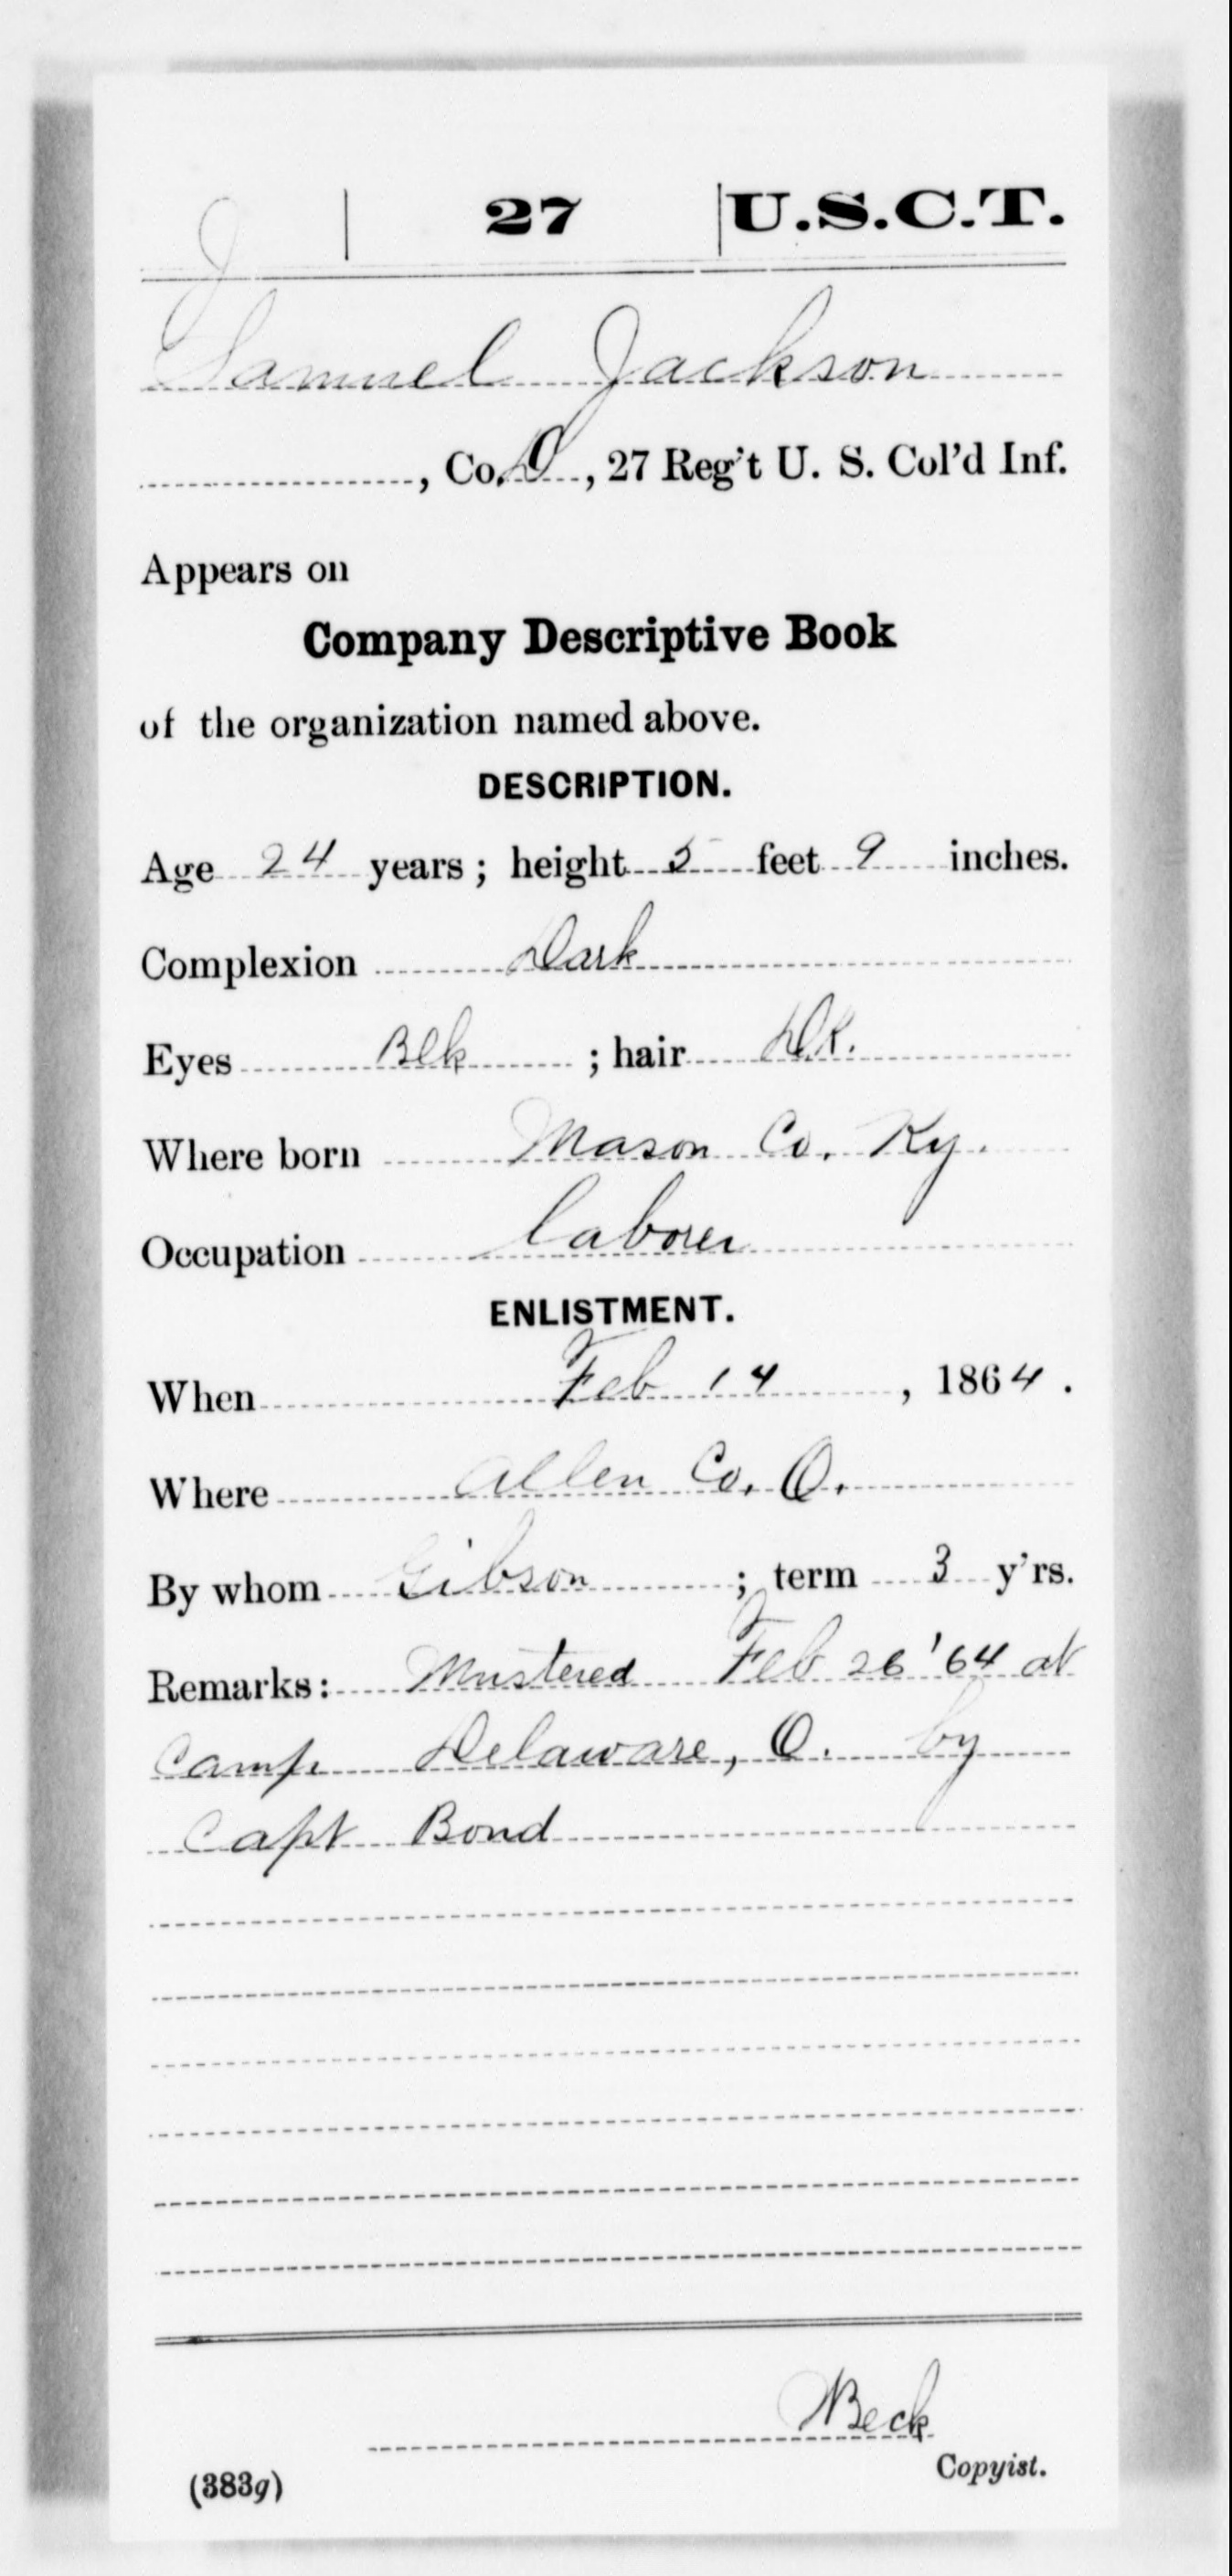 J | 27 | U.S.C.T.
Samuel Jackson
, Co. D, 27 Reg't U. S. Col'd Inf.
Appears on
Company Descriptive Book
of the organization named above.
DESCRIPTION.
Age 24 years; height 5 feet 9 inches.
Complexion Dark
Eyes Blk ; hair Dk.
Where born Mason Co. Ky.
Occupation laborer
ENLISTMENT.
When Feb 14, 1864.
Where Allen Co. O.
By whom Gibson ; term 3 y'rs.
Remarks: Mustered Feb 26 '64 at
Camp Delaware, O. by
Capt Bond
Beck
Copyist.
(383g)